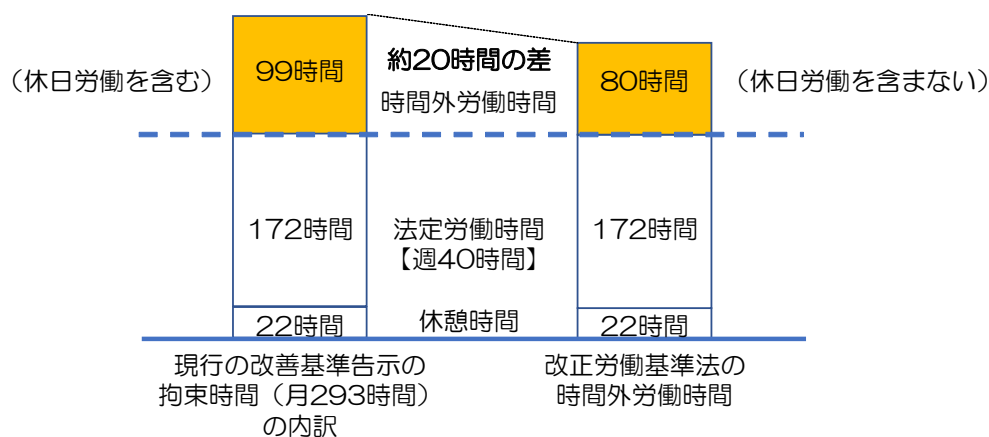 99時間
約20時間の差
80時間
(休日労働を含む)
時間外労働時間
(休日労働を含まない)
172時間
法定労働時間
【週40時間】
172時間
22時間
休憩時間
22時間
現行の改善基準告示の
拘束時間(月293時間)
の内訳
改正労働基準法の
時間外労働時間